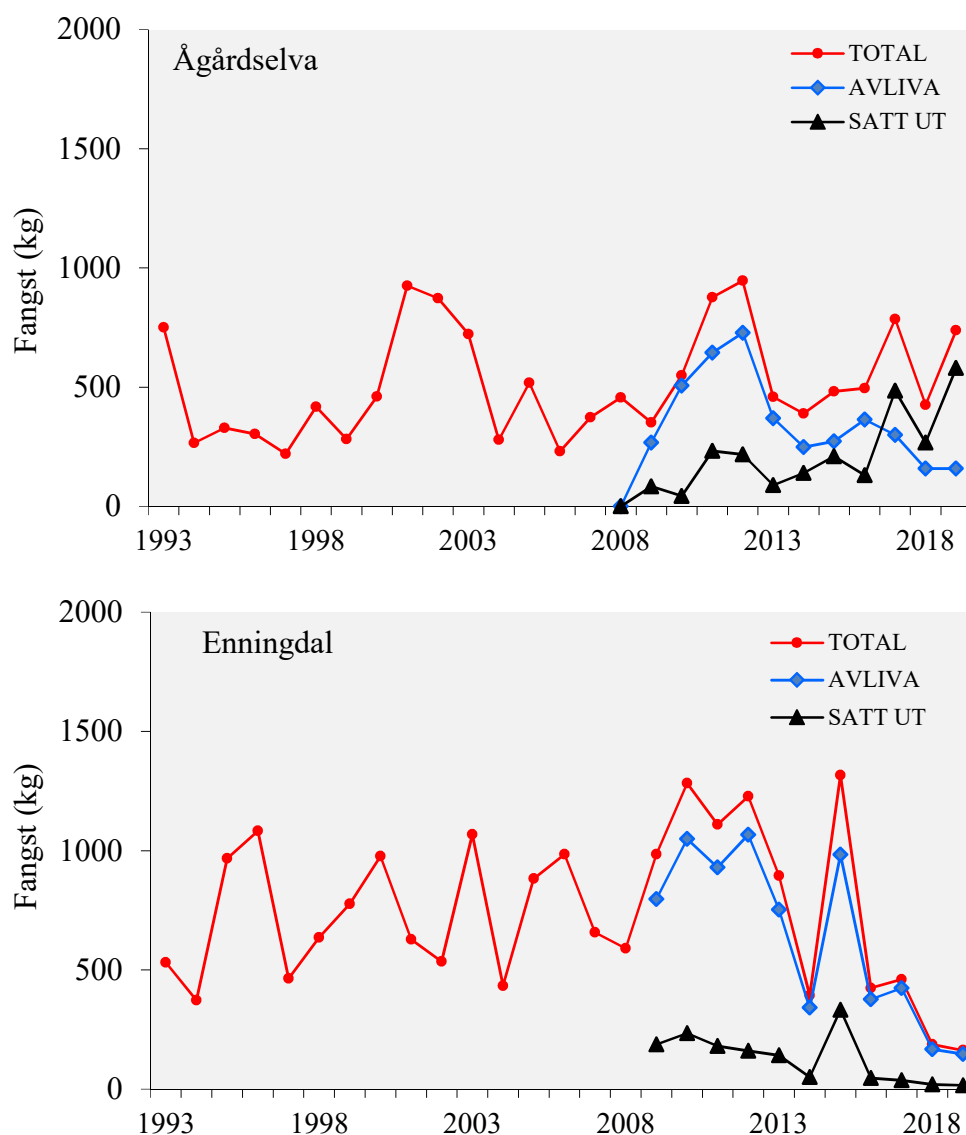 2000
Ågårdselva
TOTAL
AVLIVA
SATT UT
1500
Fangst (kg)
1000
500
0
1993 1998 2003 2008 2013 2018
2000
Enningdal
TOTAL
AVLIVA
SATT UT
1500
Fangst (kg)
1000
500
0
1993 1998 2003 2008 2013 2018